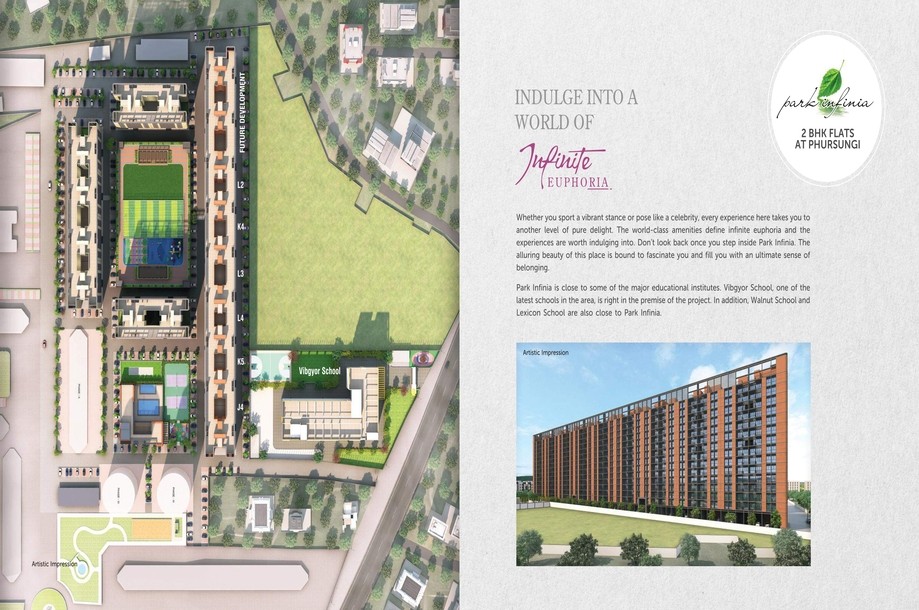 FUTURE DEVELOPMENT
L2
K4
L3
L4
K5
Vibgyor School
J4
Artistic Impression
INDULGE INTO A
WORLD OF
Infinite
EUPHORIA
park infinia
2 BHK FLATS
AT PHURSUNGI
Whether you sport a vibrant stance or pose like a celebrity, every experience here takes you to
another level of pure delight. The world-class amenities define infinite euphoria and the
experiences are worth indulging into. Don't look back once you step inside Park Infinia. The
alluring beauty of this place is bound to fascinate you and fill you with an ultimate sense of
belonging.
Park Infinia is close to some of the major educational institutes. Vibgyor School, one of the
latest schools in the area, is right in the premise of the project. In addition, Walnut School and
Lexicon School are also close to Park Infinia.
Artistic Impression